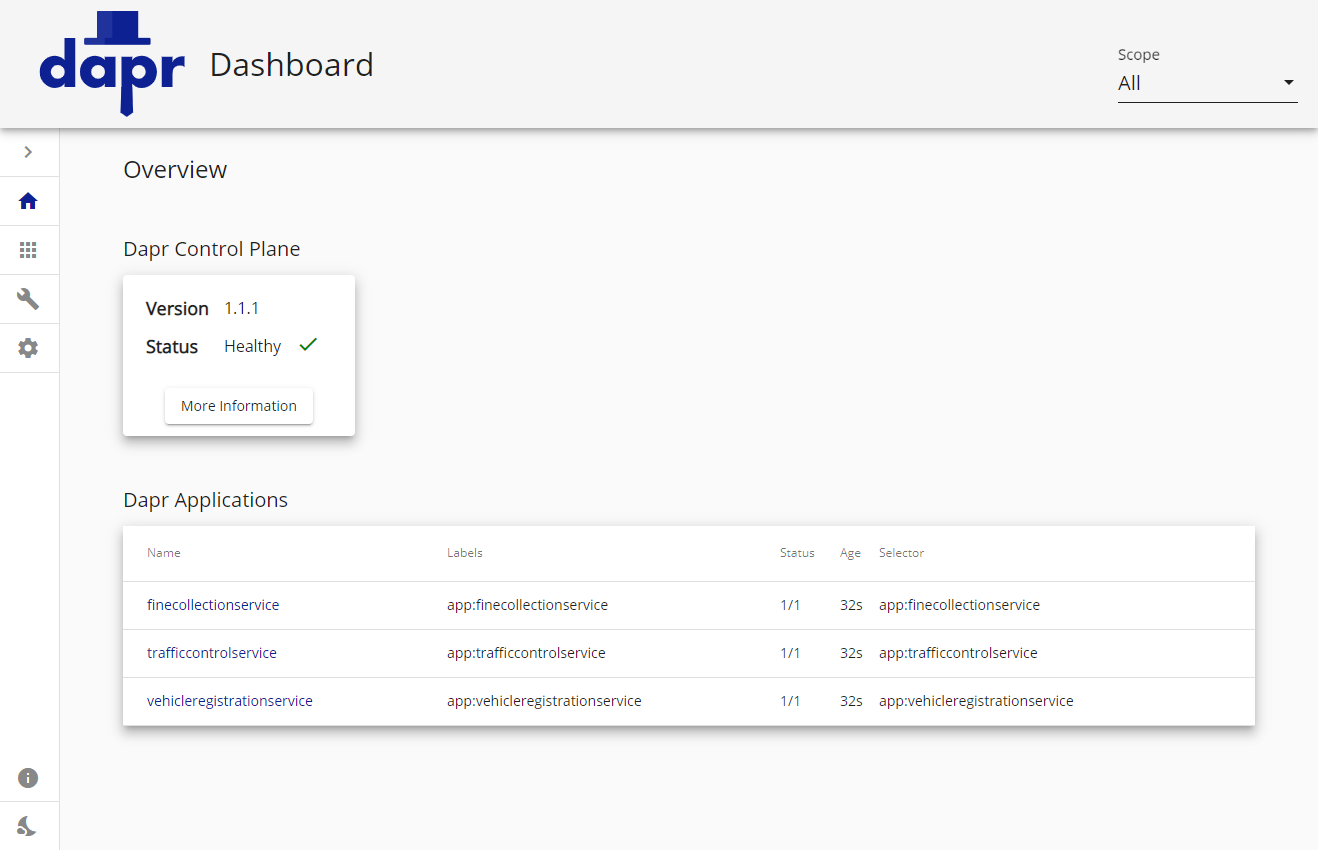 dapr Dashboard
Scope
All
Overview
Dapr Control Plane
Version 1.1.1
Status Healthy
More Information
Dapr Applications
Name Labels Status Age Selector
finecollectionservice app:finecollectionservice 1/1 32s app:finecollectionservice
trafficcontrolservice app:trafficcontrolservice 1/1 32s app:trafficcontrolservice
vehicleregistrationservice app:vehicleregistrationservice 1/1 32s app:vehicleregistrationservice